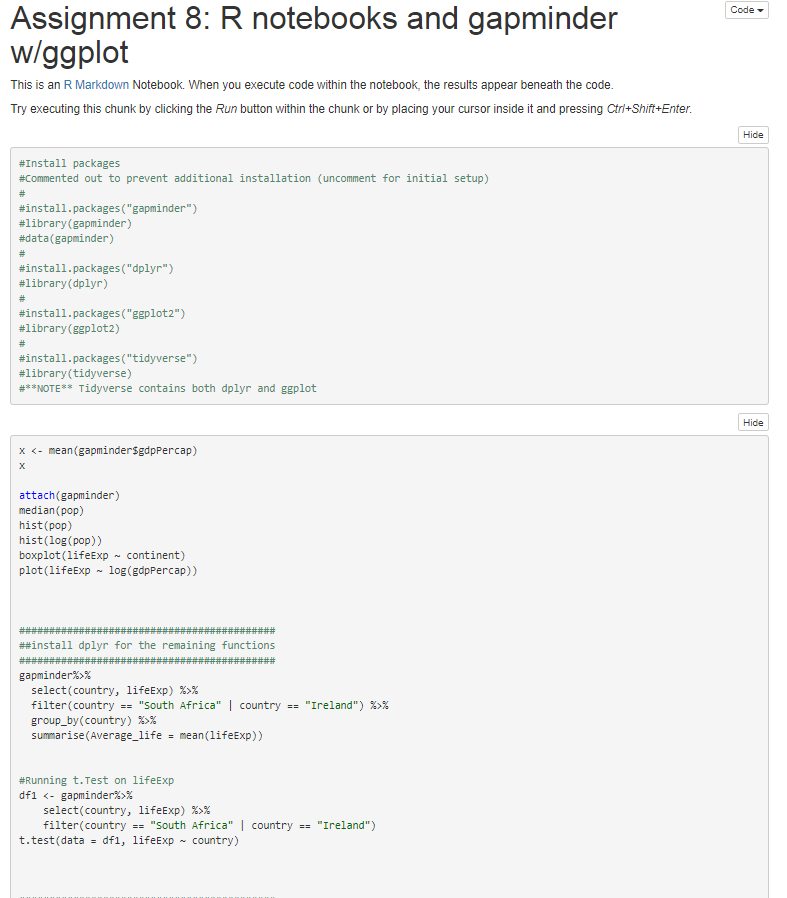 Code
Assignment 8: R notebooks and gapminder
w/ggplot
This is an R Markdown Notebook. When you execute code within the notebook, the results appear beneath the code.
Try executing this chunk by clicking the Run button within the chunk or by placing your cursor inside it and pressing Ctrl+Shift+Enter.
Hide
#Install packages
#Commented out to prevent additional installation (uncomment for initial setup)
#
#install.packages("gapminder")
#library(gapminder)
#data(gapminder)
#
#install.packages("dplyr")
#library(dplyr)
#
#install.packages("ggplot2")
#library(ggplot2)
#
#install.packages("tidyverse")
#library(tidyverse)
#**NOTE** Tidyverse contains both dplyr and ggplot
Hide
x <- mean(gapminder$gdpPercap)
x
attach(gapminder)
median(pop)
hist(pop)
hist(log(pop))
boxplot(lifeExp ~ continent)
plot(lifeExp ~ log(gdpPercap))
###########################################
##install dplyr for the remaining functions
###########################################
gapminder%>%
  select(country, lifeExp) %>%
  filter(country == "South Africa" | country == "Ireland") %>%
  group_by(country) %>%
  summarise(Average_life = mean(lifeExp))
#Running t.Test on lifeExp
df1 <- gapminder%>%
    select(country, lifeExp) %>%
    filter(country == "South Africa" | country == "Ireland")
t.test(data = df1, lifeExp ~ country)